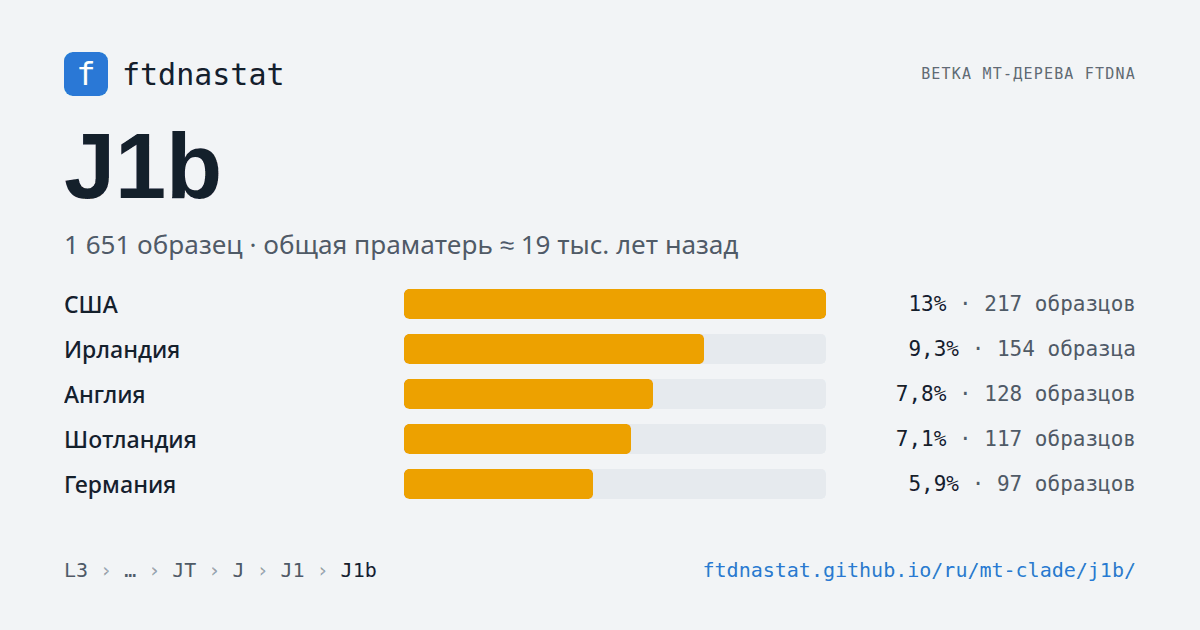 f ftdnastat
ВЕТКА МТ-ДЕРЕВА FTDNA
J1b
1 651 образец · общая праматерь ≈ 19 тыс. лет назад
США 13% · 217 образцов
Ирландия 9,3% · 154 образца
Англия 7,8% · 128 образцов
Шотландия 7,1% · 117 образцов
Германия 5,9% · 97 образцов
L3 › … › JT › J › J1 › J1b
ftdnastat.github.io/ru/mt-clade/j1b/